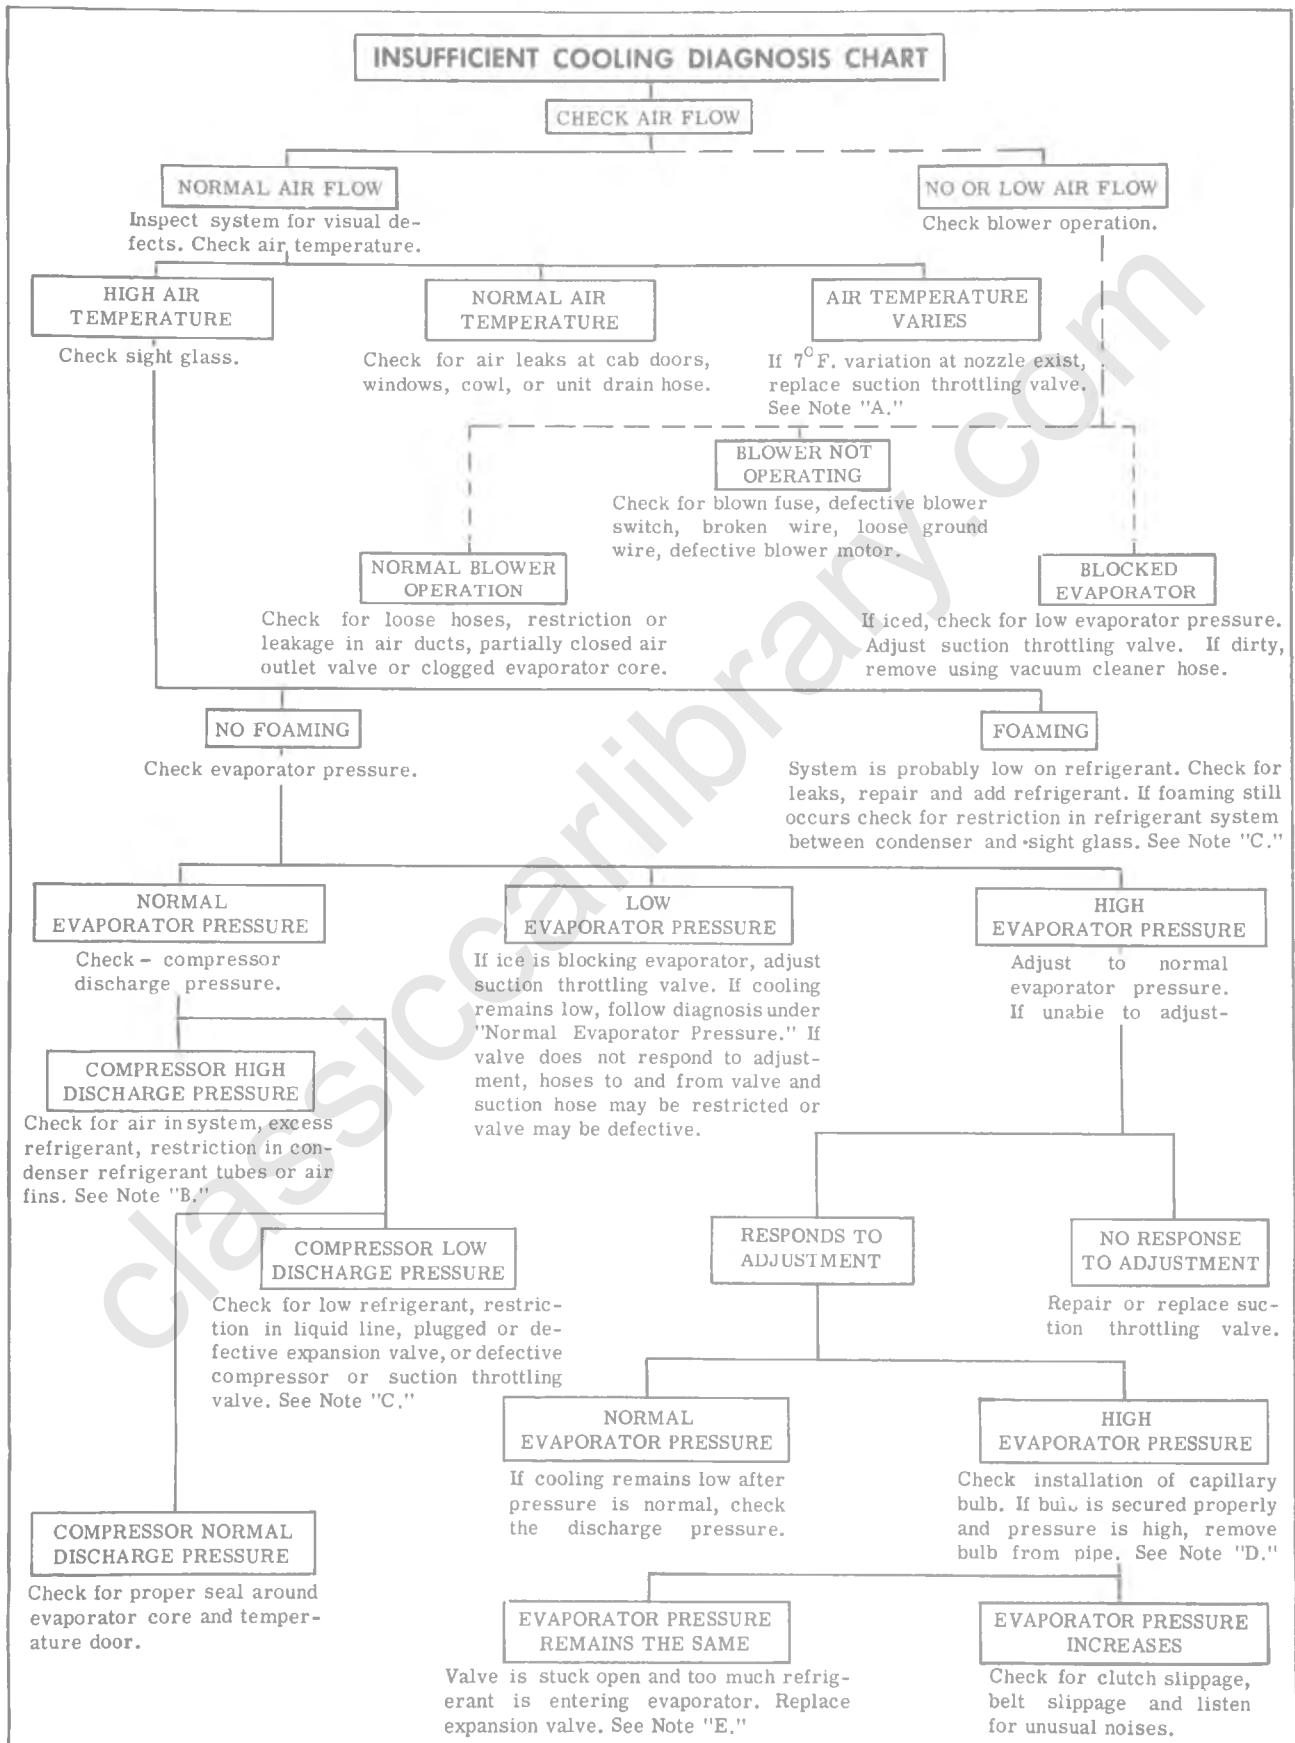 INSUFFICIENT COOLING DIAGNOSIS CHART
CHECK AIR FLOW
NORMAL AIR FLOW
Inspect system for visual de-
fects. Check air temperature.
NO OR LOW AIR FLOW
Check blower operation.
HIGH AIR
TEMPERATURE
Check sight glass.
NORMAL AIR
TEMPERATURE
Check for air leaks at cab doors,
windows, cowl, or unit drain hose.
AIR TEMPERATURE
VARIES
If 7°F. variation at nozzle exist,
replace suction throttling valve.
See Note "A."
BLOWER NOT
OPERATING
Check for blown fuse, defective blower
switch, broken wire, loose ground
wire, defective blower motor.
NORMAL BLOWER
OPERATION
Check for loose hoses, restriction or
leakage in air ducts, partially closed air
outlet valve or clogged evaporator core.
BLOCKED
EVAPORATOR
If iced, check for low evaporator pressure.
Adjust suction throttling valve. If dirty,
remove using vacuum cleaner hose.
NO FOAMING
Check evaporator pressure.
FOAMING
System is probably low on refrigerant. Check for
leaks, repair and add refrigerant. If foaming still
occurs check for restriction in refrigerant system
between condenser and sight glass. See Note "C."
NORMAL
EVAPORATOR PRESSURE
Check - compressor
discharge pressure.
LOW
EVAPORATOR PRESSURE
If ice is blocking evaporator, adjust
suction throttling valve. If cooling
remains low, follow diagnosis under
"Normal Evaporator Pressure." If
valve does not respond to adjust-
ment, hoses to and from valve and
suction hose may be restricted or
valve may be defective.
HIGH
EVAPORATOR PRESSURE
Adjust to normal
evaporator pressure.
If unable to adjust-
COMPRESSOR HIGH
DISCHARGE PRESSURE
Check for air in system, excess
refrigerant, restriction in con-
denser refrigerant tubes or air
fins. See Note "B."
COMPRESSOR LOW
DISCHARGE PRESSURE
Check for low refrigerant, restric-
tion in liquid line, plugged or de-
fective expansion valve, or defective
compressor or suction throttling
valve. See Note "C."
RESPONDS TO
ADJUSTMENT
NO RESPONSE
TO ADJUSTMENT
Repair or replace suc-
tion throttling valve.
NORMAL
EVAPORATOR PRESSURE
If cooling remains low after
pressure is normal, check
the discharge pressure.
HIGH
EVAPORATOR PRESSURE
Check installation of capillary
bulb. If bulb is secured properly
and pressure is high, remove
bulb from pipe. See Note "D."
COMPRESSOR NORMAL
DISCHARGE PRESSURE
Check for proper seal around
evaporator core and temper-
ature door.
EVAPORATOR PRESSURE
REMAINS THE SAME
Valve is stuck open and too much refrig-
erant is entering evaporator. Replace
expansion valve. See Note "E."
EVAPORATOR PRESSURE
INCREASES
Check for clutch slippage,
belt slippage and listen
for unusual noises.
classiccarlibrary.com